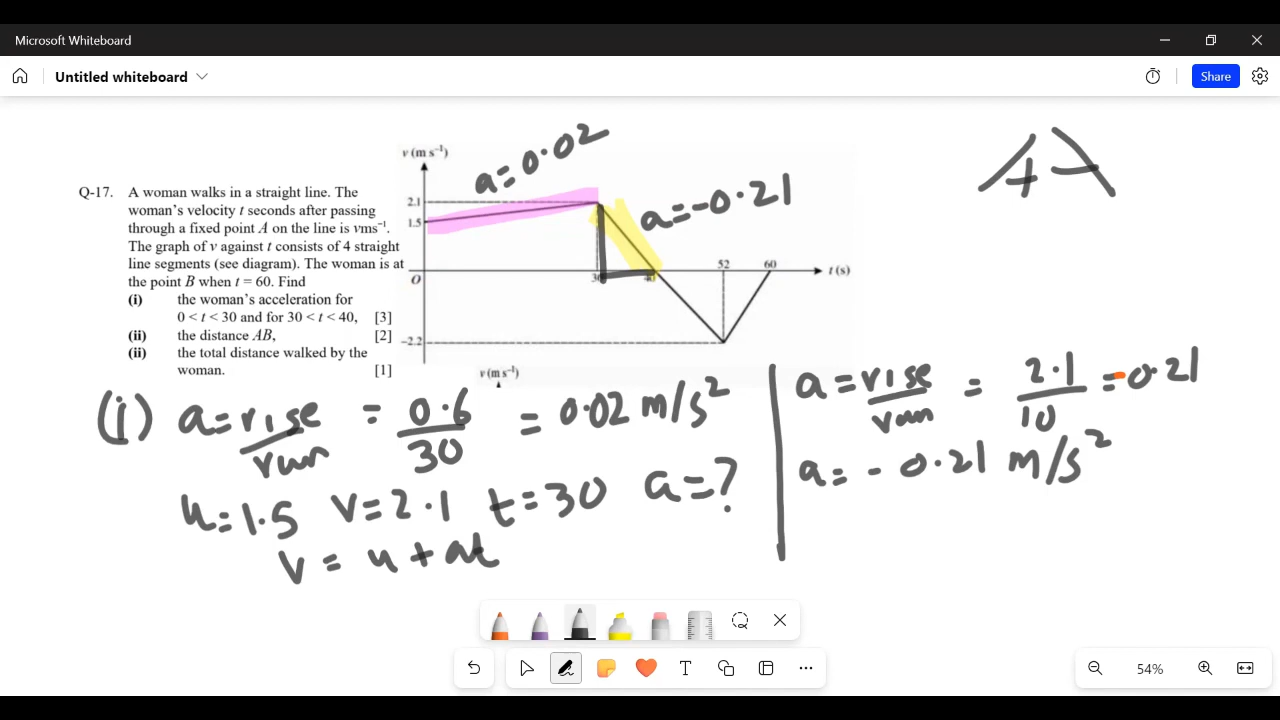 Microsoft Whiteboard
Untitled whiteboard
Share
Q-17. A woman walks in a straight line. The
woman's velocity t seconds after passing
through a fixed point A on the line is vms⁻¹.
The graph of v against t consists of 4 straight
line segments (see diagram). The woman is at
the point B when t = 60. Find
(i) the woman's acceleration for
0 < t < 30 and for 30 < t < 40, [3]
(ii) the distance AB, [2]
(ii) the total distance walked by the
woman. [1]
v (m s⁻¹)
a=0.02
2.1
1.5
a=-0.21
O
30
40
52
60
t (s)
-2.2
v (m s⁻¹)
(i) a = rise/run = 0.6/30 = 0.02 m/s²
u=1.5 v=2.1 t=30 a=?
v = u + at
a = rise/run = 2.1/10 = -0.21
a = - 0.21 m/s²
54%